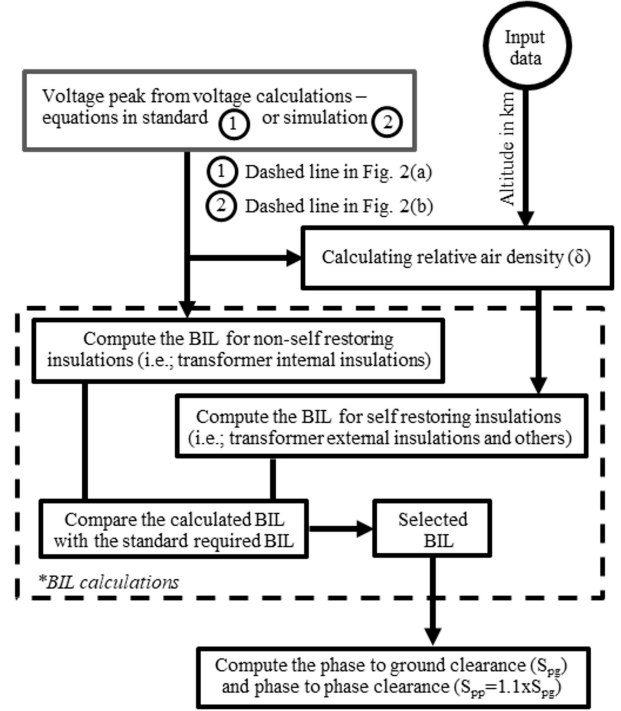 Input
data
Voltage peak from voltage calculations –
equations in standard 1 or simulation 2
Altitude in km
1 Dashed line in Fig. 2(a)
2 Dashed line in Fig. 2(b)
Calculating relative air density (δ)
Compute the BIL for non-self restoring
insulations (i.e.; transformer internal insulations)
Compute the BIL for self restoring insulations
(i.e.; transformer external insulations and others)
Compare the calculated BIL
with the standard required BIL
Selected
BIL
*BIL calculations
Compute the phase to ground clearance (Spg)
and phase to phase clearance (Spp=1.1xSpg)